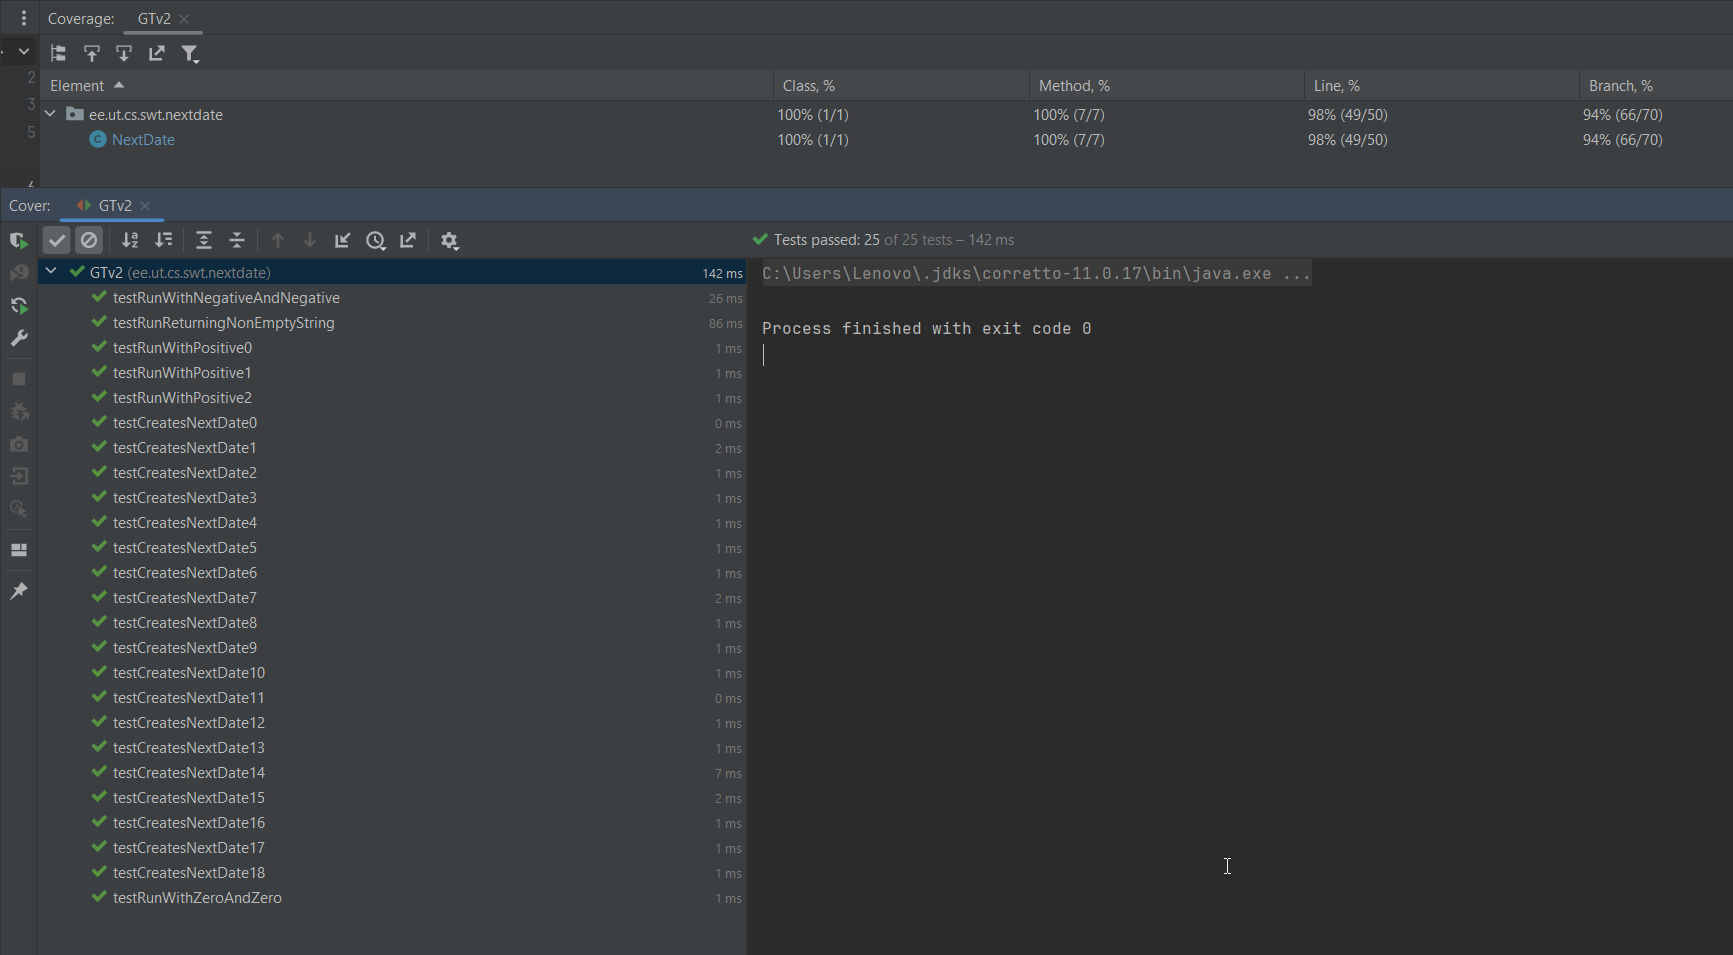 Coverage: GTv2
Element Class, % Method, % Line, % Branch, %
ee.ut.cs.swt.nextdate 100% (1/1) 100% (7/7) 98% (49/50) 94% (66/70)
NextDate 100% (1/1) 100% (7/7) 98% (49/50) 94% (66/70)
2
3
5
Cover: GTv2
Tests passed: 25 of 25 tests – 142 ms
GTv2 (ee.ut.cs.swt.nextdate) 142 ms
testRunWithNegativeAndNegative 26 ms
testRunReturningNonEmptyString 86 ms
testRunWithPositive0 1 ms
testRunWithPositive1 1 ms
testRunWithPositive2 1 ms
testCreatesNextDate0 0 ms
testCreatesNextDate1 2 ms
testCreatesNextDate2 1 ms
testCreatesNextDate3 1 ms
testCreatesNextDate4 1 ms
testCreatesNextDate5 1 ms
testCreatesNextDate6 1 ms
testCreatesNextDate7 2 ms
testCreatesNextDate8 1 ms
testCreatesNextDate9 1 ms
testCreatesNextDate10 1 ms
testCreatesNextDate11 0 ms
testCreatesNextDate12 1 ms
testCreatesNextDate13 1 ms
testCreatesNextDate14 7 ms
testCreatesNextDate15 2 ms
testCreatesNextDate16 1 ms
testCreatesNextDate17 1 ms
testCreatesNextDate18 1 ms
testRunWithZeroAndZero 1 ms
C:\Users\Lenovo\.jdks\corretto-11.0.17\bin\java.exe ...
Process finished with exit code 0